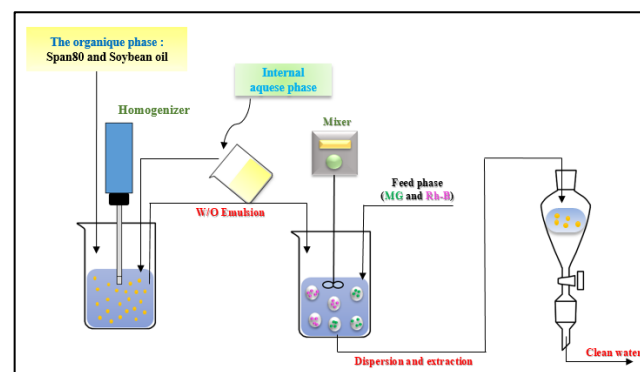 The organique phase :
Span80 and Soybean oil
Internal
aquese phase
Homogenizer
Mixer
Feed phase
(MG and Rh-B)
W/O Emulsion
Dispersion and extraction
Clean water